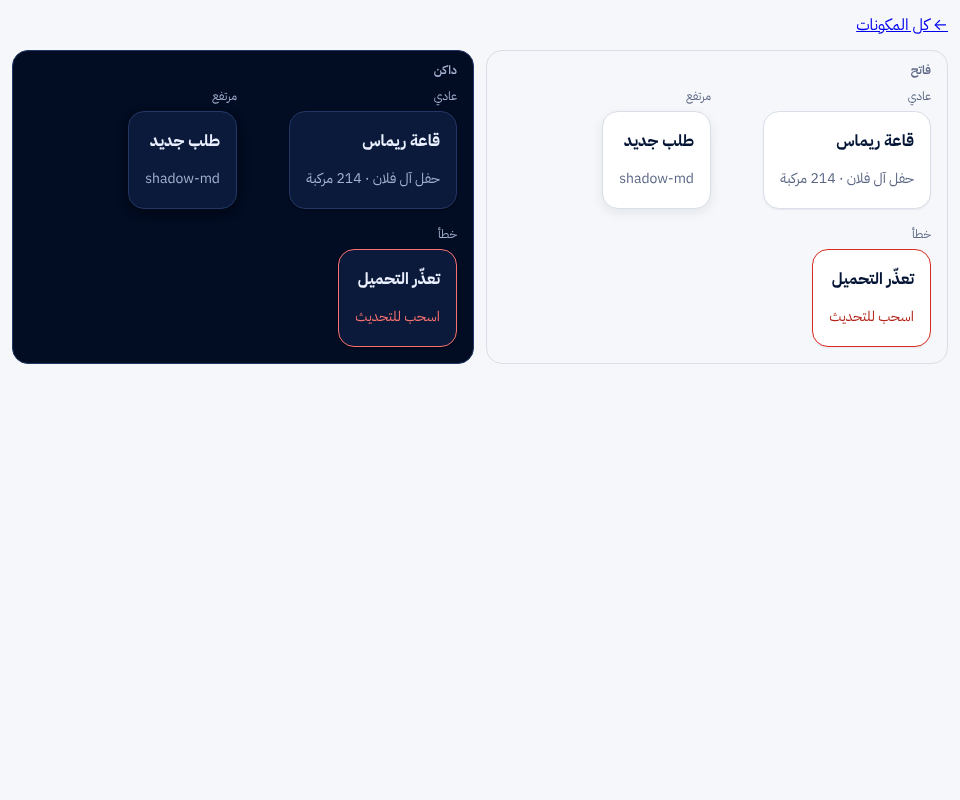 ← كل المكونات
فاتح
عادي
قاعة ريماس
حفل آل فلان · 214 مركبة
مرتفع
طلب جديد
shadow-md
خطأ
تعذّر التحميل
اسحب للتحديث
داكن
عادي
قاعة ريماس
حفل آل فلان · 214 مركبة
مرتفع
طلب جديد
shadow-md
خطأ
تعذّر التحميل
اسحب للتحديث